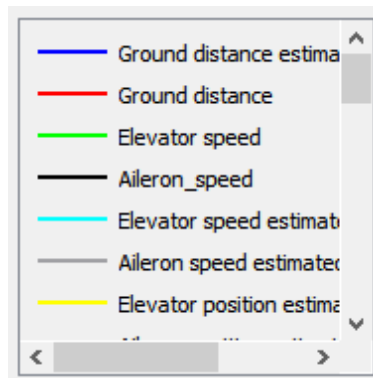 Ground distance estima
Ground distance
Elevator speed
Aileron_speed
Elevator speed estimate
Aileron speed estimated
Elevator position estima